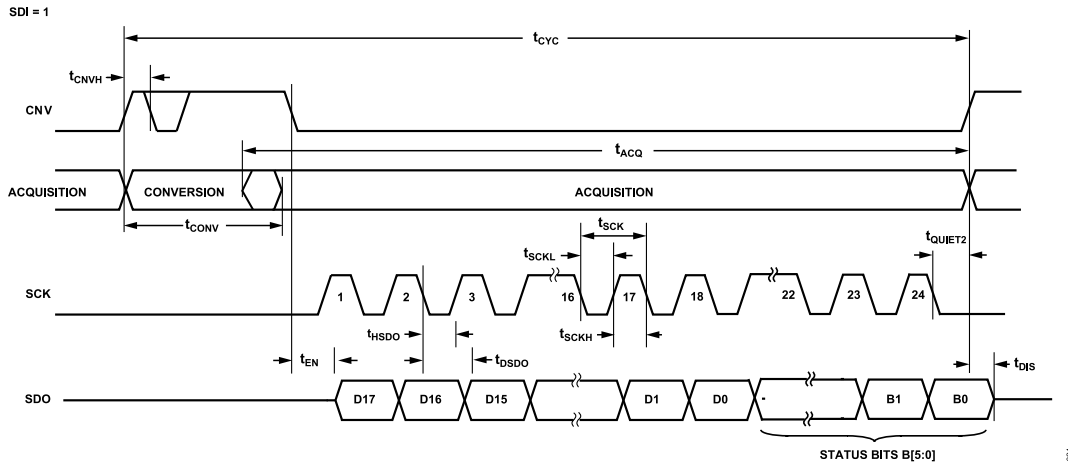 SDI = 1
tCYC
tCNVH
CNV
tACQ
ACQUISITION
CONVERSION
ACQUISITION
tCONV
tSCK
tSCKL
tQUIET2
SCK
1
2
3
16
17
18
22
23
24
tHSDO
tSCKH
tEN
tDSDO
tDIS
SDO
D17
D16
D15
D1
D0
B1
B0
STATUS BITS B[5:0]